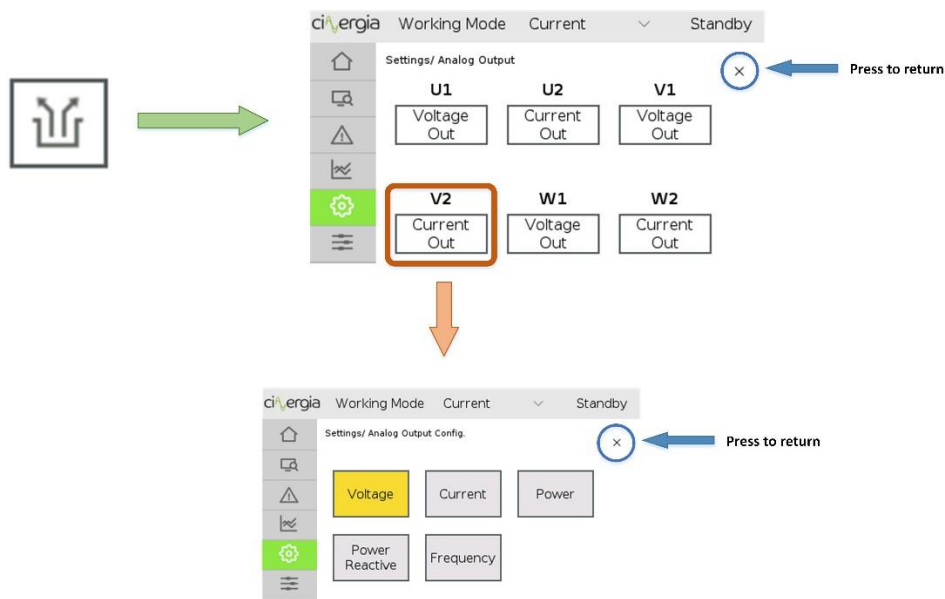 cinergia Working Mode Current Standby
Settings/ Analog Output
Press to return
U1 U2 V1
Voltage Out
Current Out
Voltage Out
V2 W1 W2
Current Out
Voltage Out
Current Out
cinergia Working Mode Current Standby
Settings/ Analog Output Config.
Press to return
Voltage Current Power
Power Reactive
Frequency